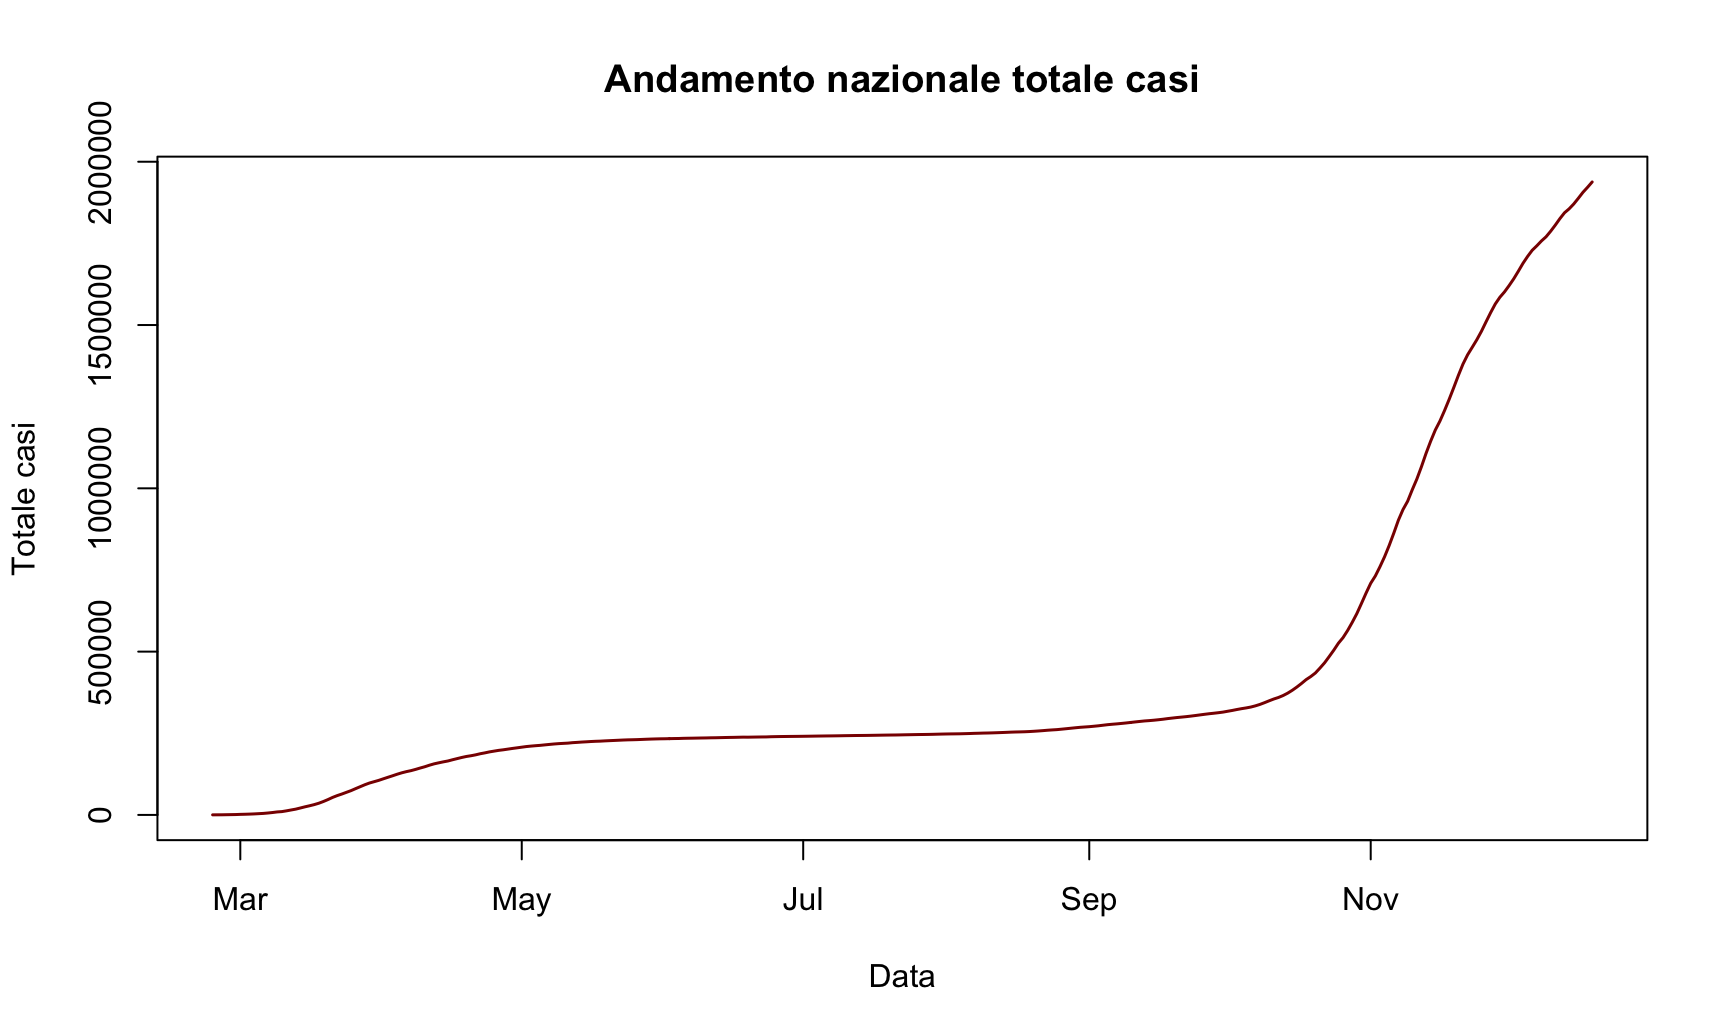 Andamento nazionale totale casi
Totale casi
2000000
1500000
1000000
500000
0
Mar May Jul Sep Nov
Data